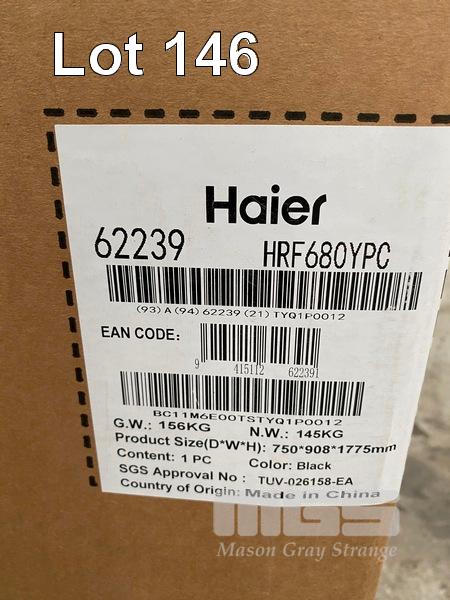 Lot 146
Haier
62239 HRF680YPC
(93) A (94) 62239 (21) TYQ1P0012
EAN CODE:
9 415112 622391
BC11M6E00TSTYQ1P0012
G.W.: 156KG N.W.: 145KG
Product Size(D*W*H): 750*908*1775mm
Content: 1 PC Color: Black
SGS Approval No : TUV-026158-EA
Country of Origin: Made in China
MGS
Mason Gray Strange